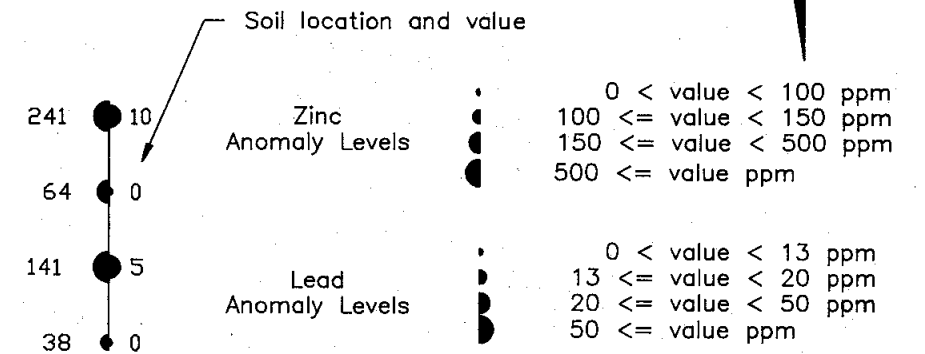 Soil location and value
241 10
64 0
141 5
38 0
Zinc
Anomaly Levels
0 < value < 100 ppm
100 <= value < 150 ppm
150 <= value < 500 ppm
500 <= value ppm
Lead
Anomaly Levels
0 < value < 13 ppm
13 <= value < 20 ppm
20 <= value < 50 ppm
50 <= value ppm